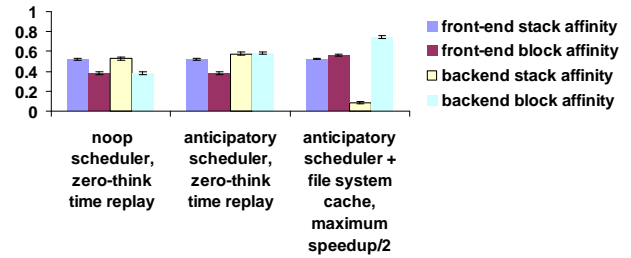 1
0.8
0.6
0.4
0.2
0
noop
scheduler,
zero-think
time replay
anticipatory
scheduler,
zero-think
time replay
anticipatory
scheduler +
file system
cache,
maximum
speedup/2
front-end stack affinity
front-end block affinity
backend stack affinity
backend block affinity